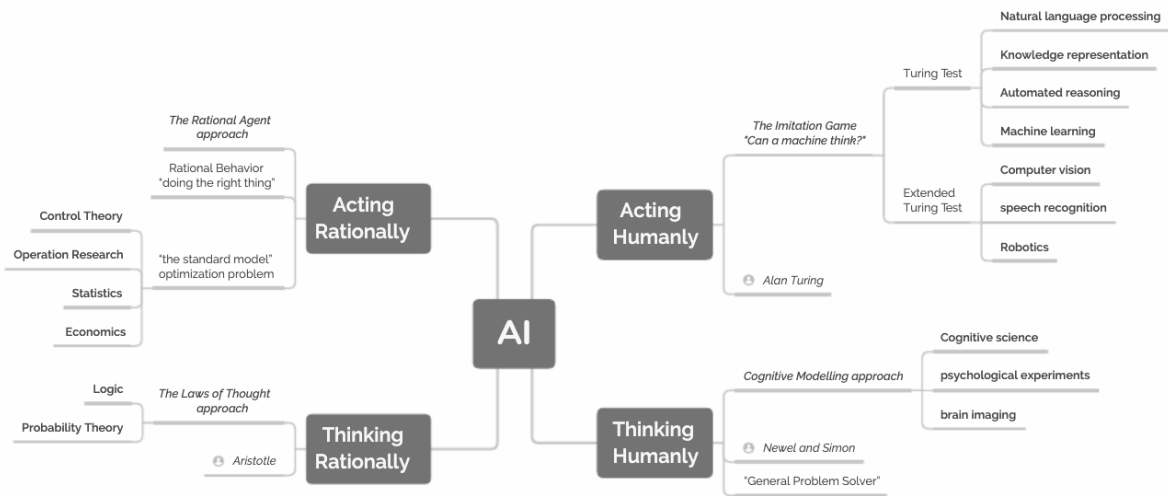 AI
Acting
Rationally
The Rational Agent
approach
Rational Behavior
"doing the right thing"
"the standard model"
optimization problem
Control Theory
Operation Research
Statistics
Economics
Thinking
Rationally
The Laws of Thought
approach
Logic
Probability Theory
Aristotle
Acting
Humanly
The Imitation Game
"Can a machine think?"
Turing Test
Natural language processing
Knowledge representation
Automated reasoning
Machine learning
Extended
Turing Test
Computer vision
speech recognition
Robotics
Alan Turing
Thinking
Humanly
Cognitive Modelling approach
Cognitive science
psychological experiments
brain imaging
Newel and Simon
"General Problem Solver"